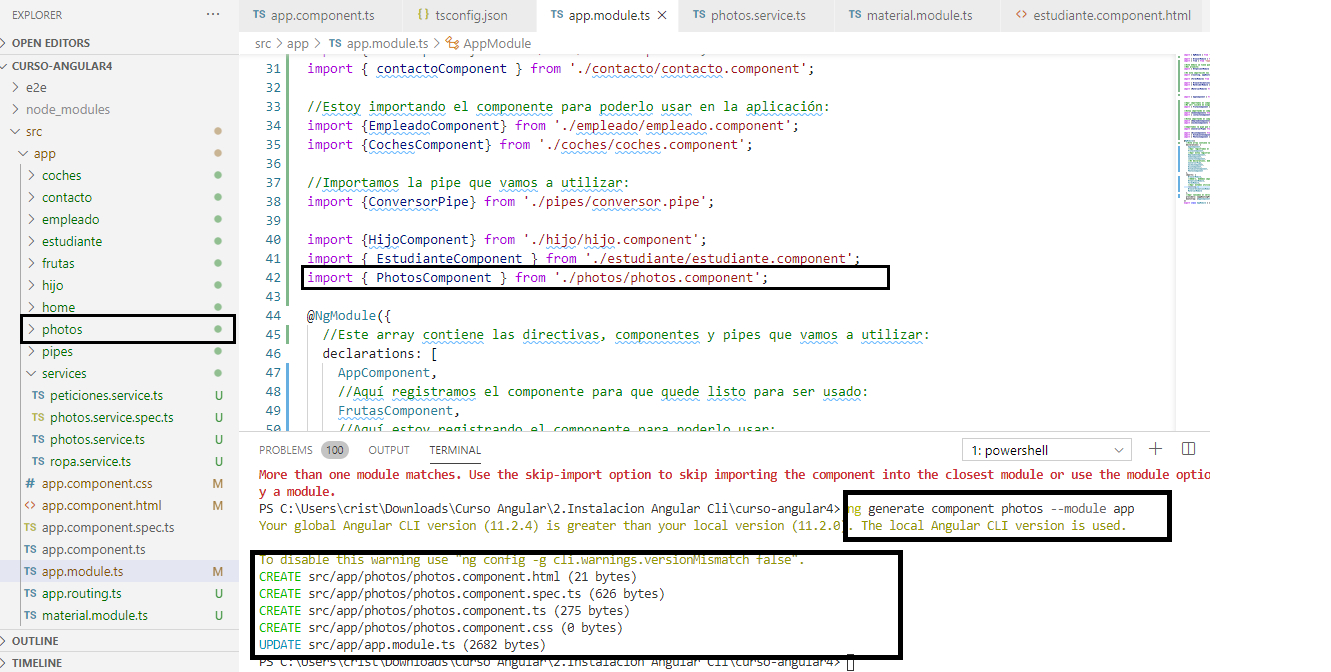 EXPLORER
···
TS app.component.ts
{} tsconfig.json
TS app.module.ts ×
TS photos.service.ts
TS material.module.ts
<> estudiante.component.html
OPEN EDITORS
CURSO-ANGULAR4
e2e
node_modules
src
app
coches
contacto
empleado
estudiante
frutas
hijo
home
photos
pipes
services
TS peticiones.service.ts U
TS photos.service.spec.ts U
TS photos.service.ts U
TS ropa.service.ts U
# app.component.css M
<> app.component.html M
TS app.component.spec.ts
TS app.component.ts
TS app.module.ts M
TS app.routing.ts U
TS material.module.ts U
OUTLINE
TIMELINE
src > app > TS app.module.ts > AppModule
31 import { contactoComponent } from './contacto/contacto.component';
32
33 //Estoy importando el componente para poderlo usar en la aplicación:
34 import {EmpleadoComponent} from './empleado/empleado.component';
35 import {CochesComponent} from './coches/coches.component';
36
37 //Importamos la pipe que vamos a utilizar:
38 import {ConversorPipe} from './pipes/conversor.pipe';
39
40 import {HijoComponent} from './hijo/hijo.component';
41 import { EstudianteComponent } from './estudiante/estudiante.component';
42 import { PhotosComponent } from './photos/photos.component';
43
44 @NgModule({
45 //Este array contiene las directivas, componentes y pipes que vamos a utilizar:
46 declarations: [
47 AppComponent,
48 //Aquí registramos el componente para que quede listo para ser usado:
49 FrutasComponent,
50 //Aquí estoy registrando el componente para poderlo usar:
PROBLEMS 100 OUTPUT TERMINAL
1: powershell
More than one module matches. Use the skip-import option to skip importing the component into the closest module or use the module optio
y a module.
PS C:\Users\crist\Downloads\Curso Angular\2.Instalacion Angular Cli\curso-angular4> ng generate component photos --module app
Your global Angular CLI version (11.2.4) is greater than your local version (11.2.0). The local Angular CLI version is used.
To disable this warning use "ng config -g cli.warnings.versionMismatch false".
CREATE src/app/photos/photos.component.html (21 bytes)
CREATE src/app/photos/photos.component.spec.ts (626 bytes)
CREATE src/app/photos/photos.component.ts (275 bytes)
CREATE src/app/photos/photos.component.css (0 bytes)
UPDATE src/app/app.module.ts (2682 bytes)
PS C:\Users\crist\Downloads\Curso Angular\2.Instalacion Angular Cli\curso-angular4>